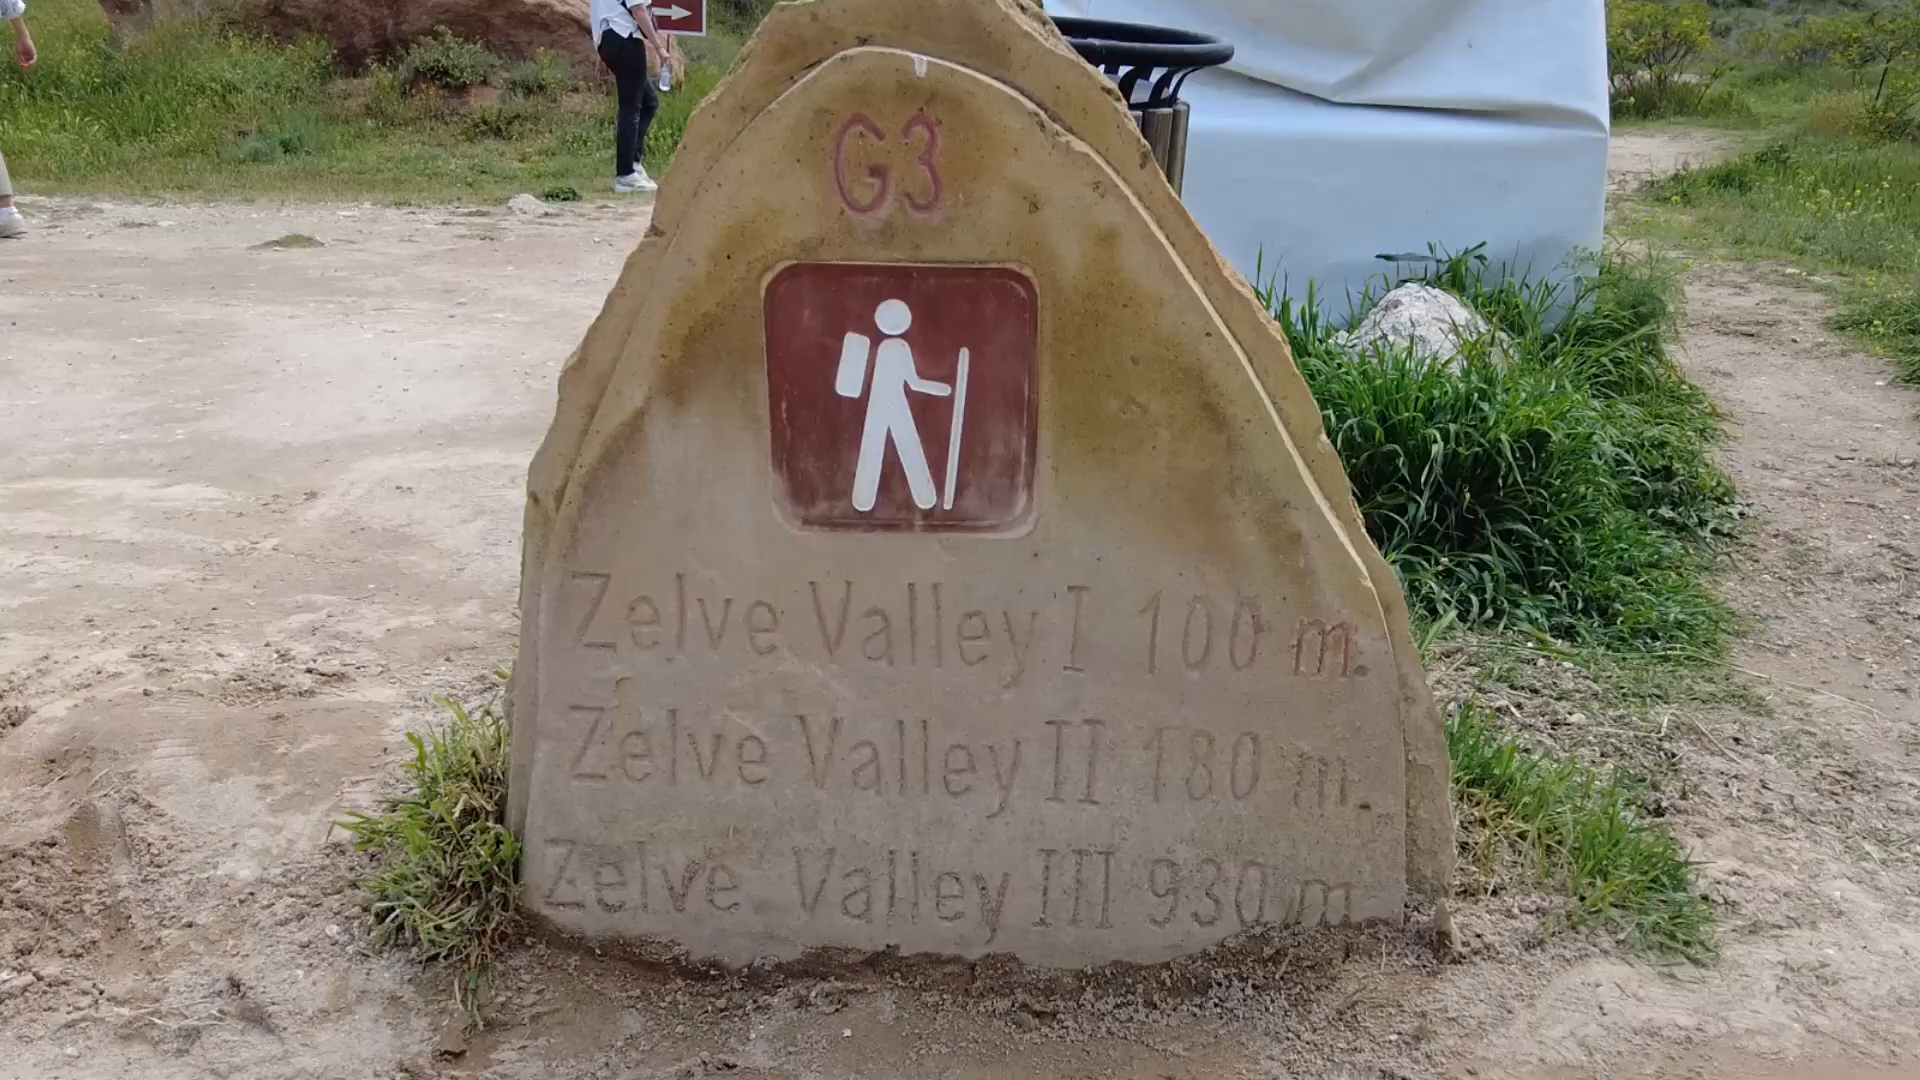 G3
Zelve Valley I 100 m.
Zelve Valley II 180 m.
Zelve Valley III 930 m.